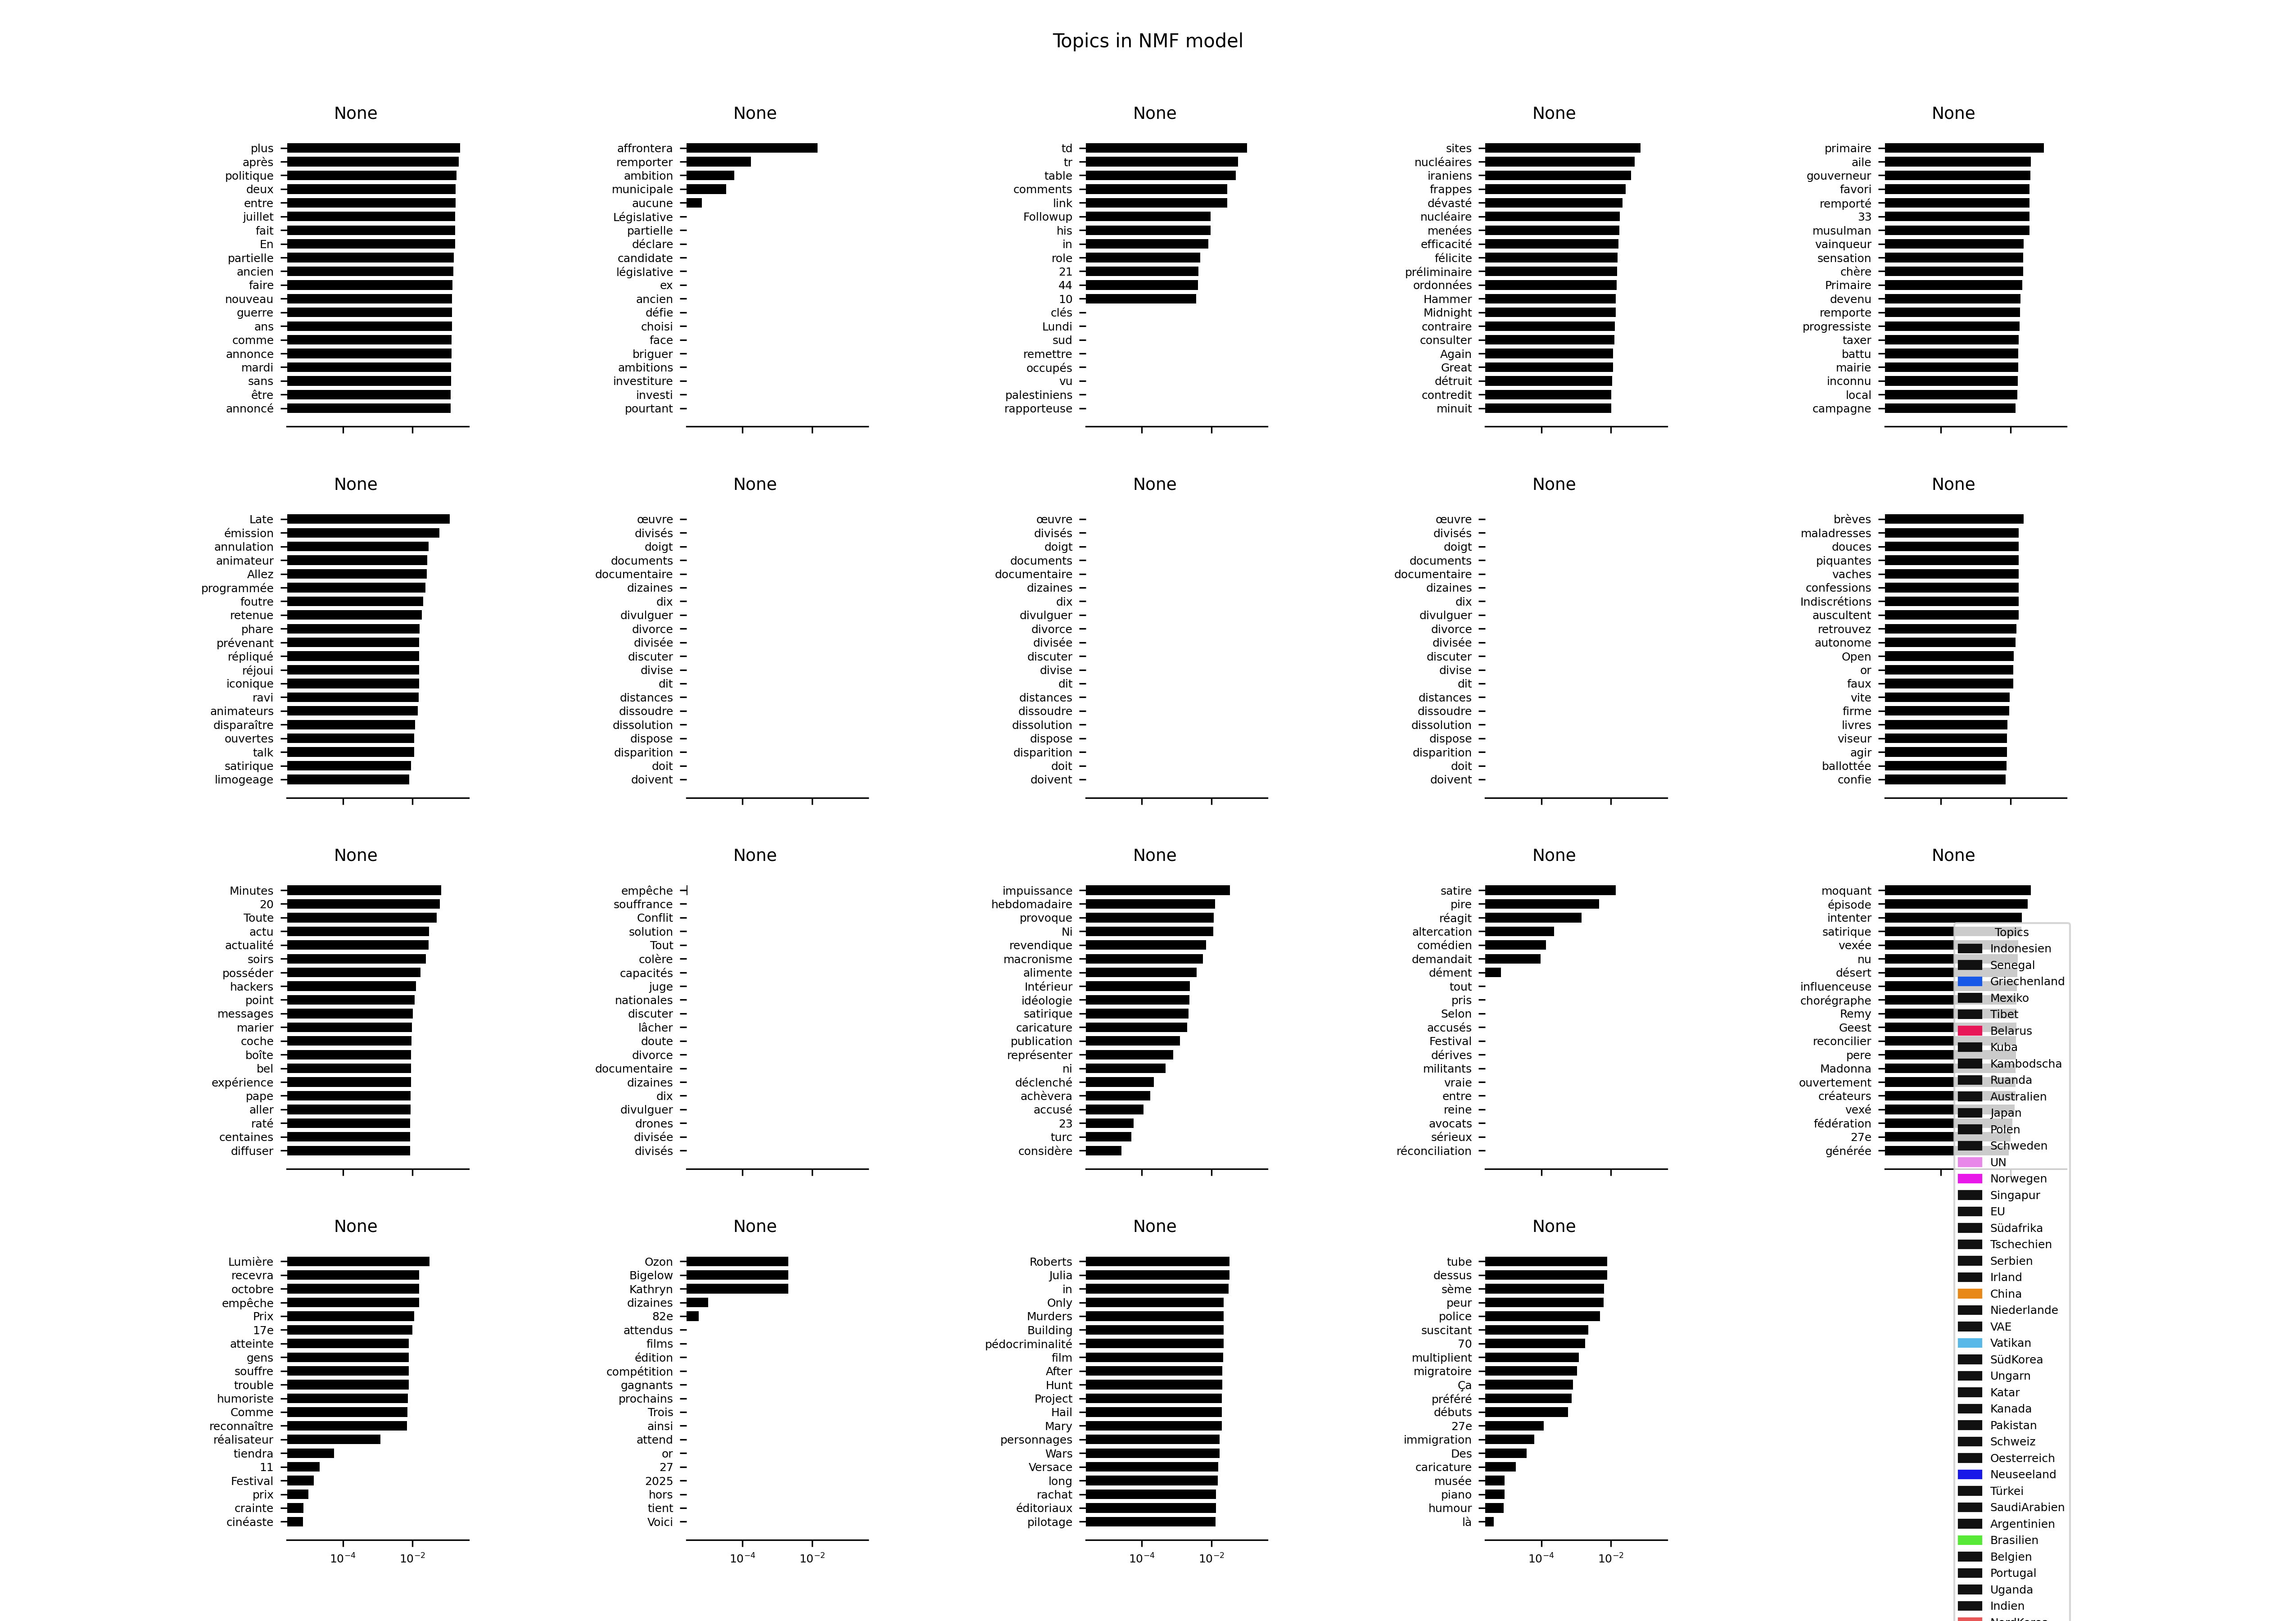 Topics in NMF model
None
plus
après
politique
deux
entre
juillet
fait
En
partielle
ancien
faire
nouveau
guerre
ans
comme
annonce
mardi
sans
être
annoncé
None
affrontera
remporter
ambition
municipale
aucune
Législative
partielle
déclare
candidate
législative
ex
ancien
défie
choisi
face
briguer
ambitions
investiture
investi
pourtant
None
td
tr
table
comments
link
Followup
his
in
role
21
44
10
clés
Lundi
sud
remettre
occupés
vu
palestiniens
rapporteuse
None
sites
nucléaires
iraniens
frappes
dévasté
nucléaire
menées
efficacité
félicite
préliminaire
ordonnées
Hammer
Midnight
contraire
consulter
Again
Great
détruit
contredit
minuit
None
primaire
aile
gouverneur
favori
remporté
33
musulman
vainqueur
sensation
chère
Primaire
devenu
remporte
progressiste
taxer
battu
mairie
inconnu
local
campagne
None
Late
émission
annulation
animateur
Allez
programmée
foutre
retenue
phare
prévenant
répliqué
réjoui
iconique
ravi
animateurs
disparaître
ouvertes
talk
satirique
limogeage
None
œuvre
divisés
doigt
documents
documentaire
dizaines
dix
divulguer
divorce
divisée
discuter
divise
dit
distances
dissoudre
dissolution
dispose
disparition
doit
doivent
None
œuvre
divisés
doigt
documents
documentaire
dizaines
dix
divulguer
divorce
divisée
discuter
divise
dit
distances
dissoudre
dissolution
dispose
disparition
doit
doivent
None
œuvre
divisés
doigt
documents
documentaire
dizaines
dix
divulguer
divorce
divisée
discuter
divise
dit
distances
dissoudre
dissolution
dispose
disparition
doit
doivent
None
brèves
maladresses
douces
piquantes
vaches
confessions
Indiscrétions
auscultent
retrouvez
autonome
Open
or
faux
vite
firme
livres
viseur
agir
ballottée
confie
None
Minutes
20
Toute
actu
actualité
soirs
posséder
hackers
point
messages
marier
coche
boîte
bel
expérience
pape
aller
raté
centaines
diffuser
None
empêche
souffrance
Conflit
solution
Tout
colère
capacités
juge
nationales
discuter
lâcher
doute
divorce
documentaire
dizaines
dix
divulguer
drones
divisée
divisés
None
impuissance
hebdomadaire
provoque
Ni
revendique
macronisme
alimente
Intérieur
idéologie
satirique
caricature
publication
représenter
ni
déclenché
achèvera
accusé
23
turc
considère
None
satire
pire
réagit
altercation
comédien
demandait
dément
tout
pris
Selon
accusés
Festival
dérives
militants
vraie
entre
reine
avocats
sérieux
réconciliation
None
moquant
épisode
intenter
satirique
vexée
nu
désert
influenceuse
chorégraphe
Remy
Geest
reconcilier
pere
Madonna
ouvertement
créateurs
vexé
fédération
27e
générée
None
Lumière
recevra
octobre
empêche
Prix
17e
atteinte
gens
souffre
trouble
humoriste
Comme
reconnaître
réalisateur
tiendra
11
Festival
prix
crainte
cinéaste
10⁻⁴ 10⁻²
None
Ozon
Bigelow
Kathryn
dizaines
82e
attendus
films
édition
compétition
gagnants
prochains
Trois
ainsi
attend
or
27
2025
hors
tient
Voici
10⁻⁴ 10⁻²
None
Roberts
Julia
in
Only
Murders
Building
pédocriminalité
film
After
Hunt
Project
Hail
Mary
personnages
Wars
Versace
long
rachat
éditoriaux
pilotage
10⁻⁴ 10⁻²
None
tube
dessus
sème
peur
police
suscitant
70
multiplient
migratoire
Ça
préféré
débuts
27e
immigration
Des
caricature
musée
piano
humour
là
10⁻⁴ 10⁻²
Topics
Indonesien
Senegal
Griechenland
Mexiko
Tibet
Belarus
Kuba
Kambodscha
Ruanda
Australien
Japan
Polen
Schweden
UN
Norwegen
Singapur
EU
Südafrika
Tschechien
Serbien
Irland
China
Niederlande
VAE
Vatikan
SüdKorea
Ungarn
Katar
Kanada
Pakistan
Schweiz
Oesterreich
Neuseeland
Türkei
SaudiArabien
Argentinien
Brasilien
Belgien
Portugal
Uganda
Indien
NordKorea